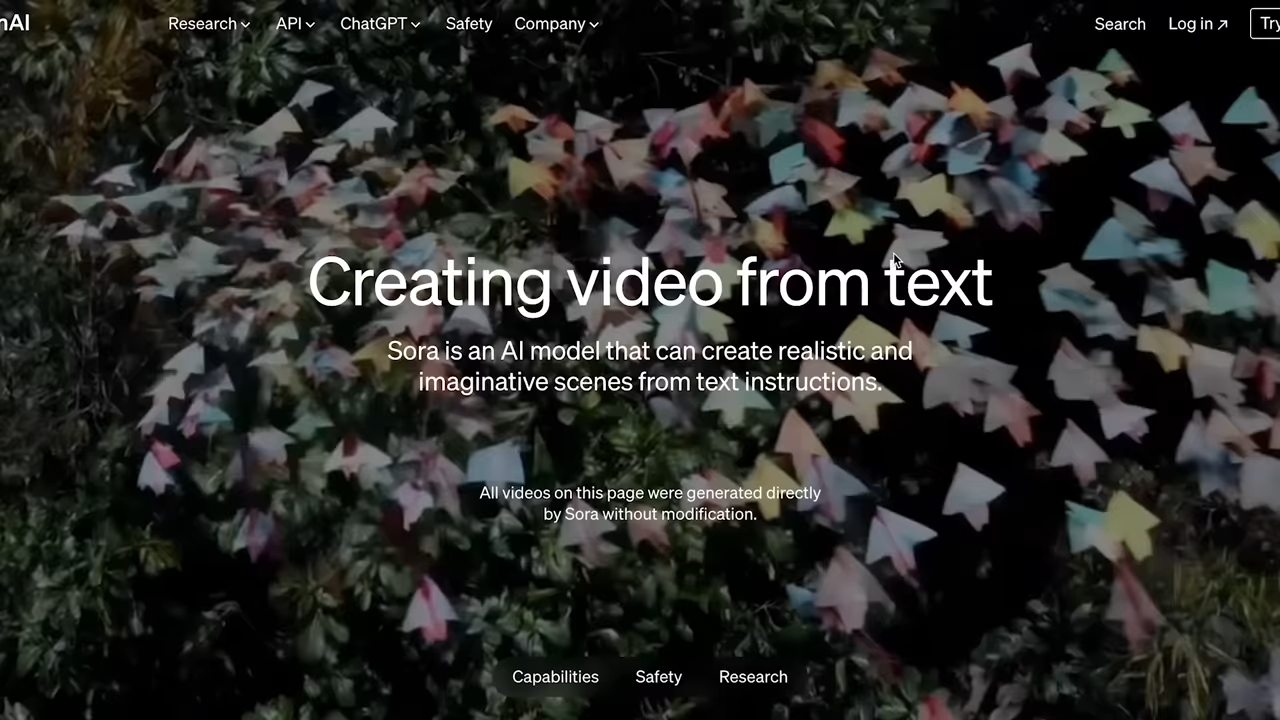 nAI
Research
API
ChatGPT
Safety
Company
Search
Log in ↗
Try
Creating video from text
Sora is an AI model that can create realistic and
imaginative scenes from text instructions.
All videos on this page were generated directly
by Sora without modification.
Capabilities
Safety
Research